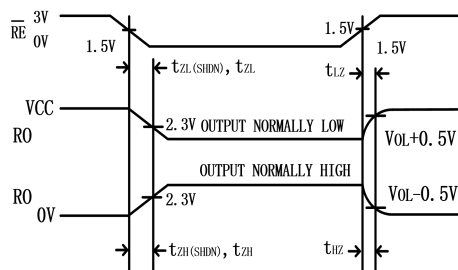 3V
RE
0V
1.5V
1.5V
1.5V
tZL(SHDN), tZL
tLZ
VCC
RO
2.3V
OUTPUT NORMALLY LOW
VOL+0.5V
OUTPUT NORMALLY HIGH
RO
0V
2.3V
VOL-0.5V
tZH(SHDN), tZH
tHZ